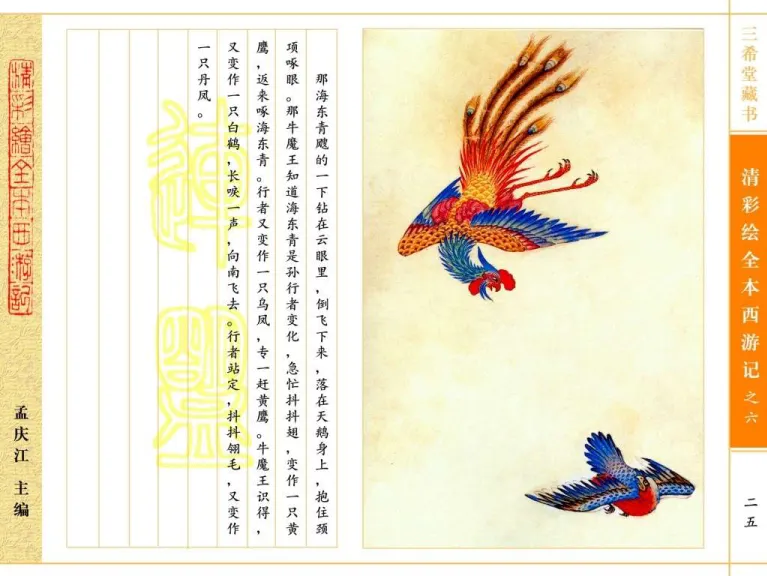 三希堂藏书
清彩绘全本西游记之六
二五
那海东青飕的一下钻在云眼里，倒飞下来，落在天鹅身上，抱住颈
项啄眼。那牛魔王知道海东青是孙行者变化，急忙抖抖翅，变作一只黄
鹰，返来啄海东青。行者又变作一只乌凤，专一赶黄鹰。牛魔王识得，
又变作一只白鹤，长唳一声，向南飞去。行者站定，抖抖翎毛，又变作
一只丹凤。
清彩繪全本西游記
孟庆江 主编